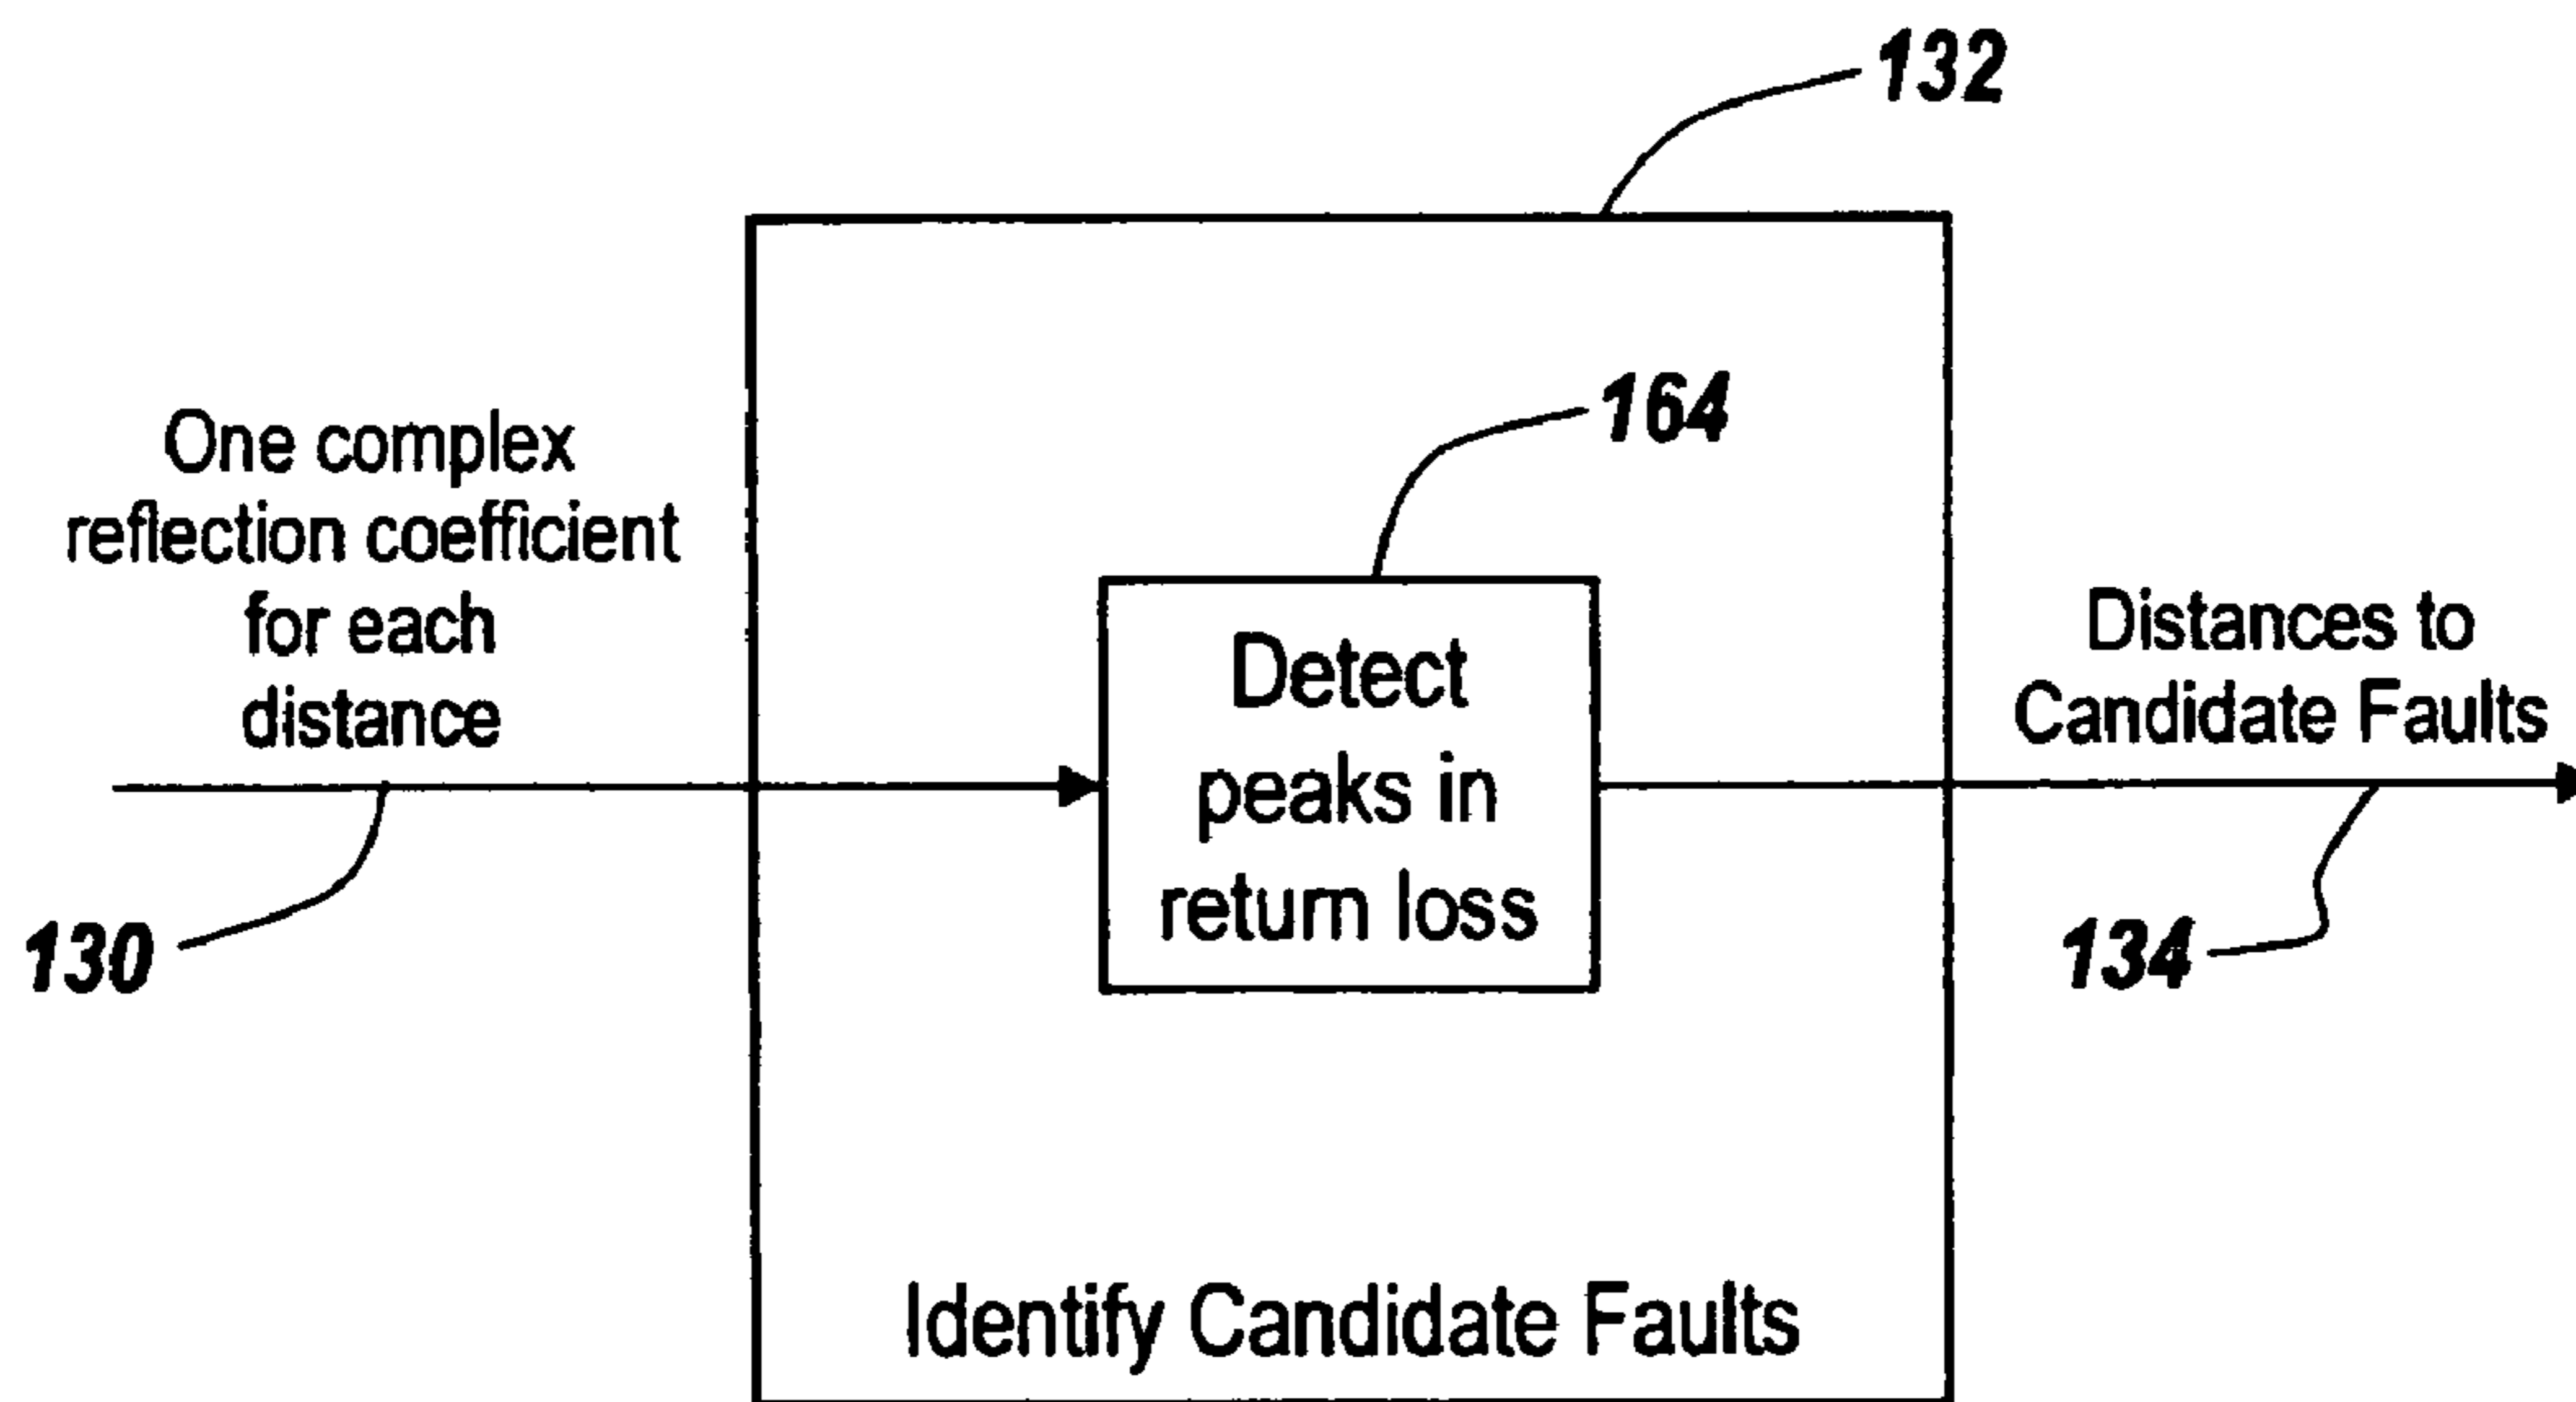 132
164
One complex
reflection coefficient
for each
distance
Detect
peaks in
return loss
Distances to
Candidate Faults
130
134
Identify Candidate Faults